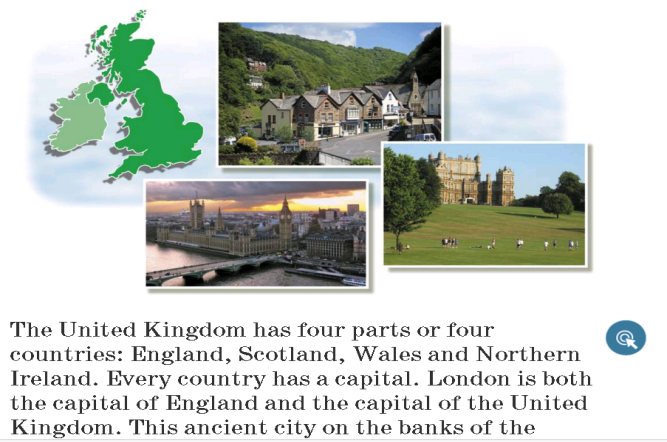 The United Kingdom has four parts or four
countries: England, Scotland, Wales and Northern
Ireland. Every country has a capital. London is both
the capital of England and the capital of the United
Kingdom. This ancient city on the banks of the